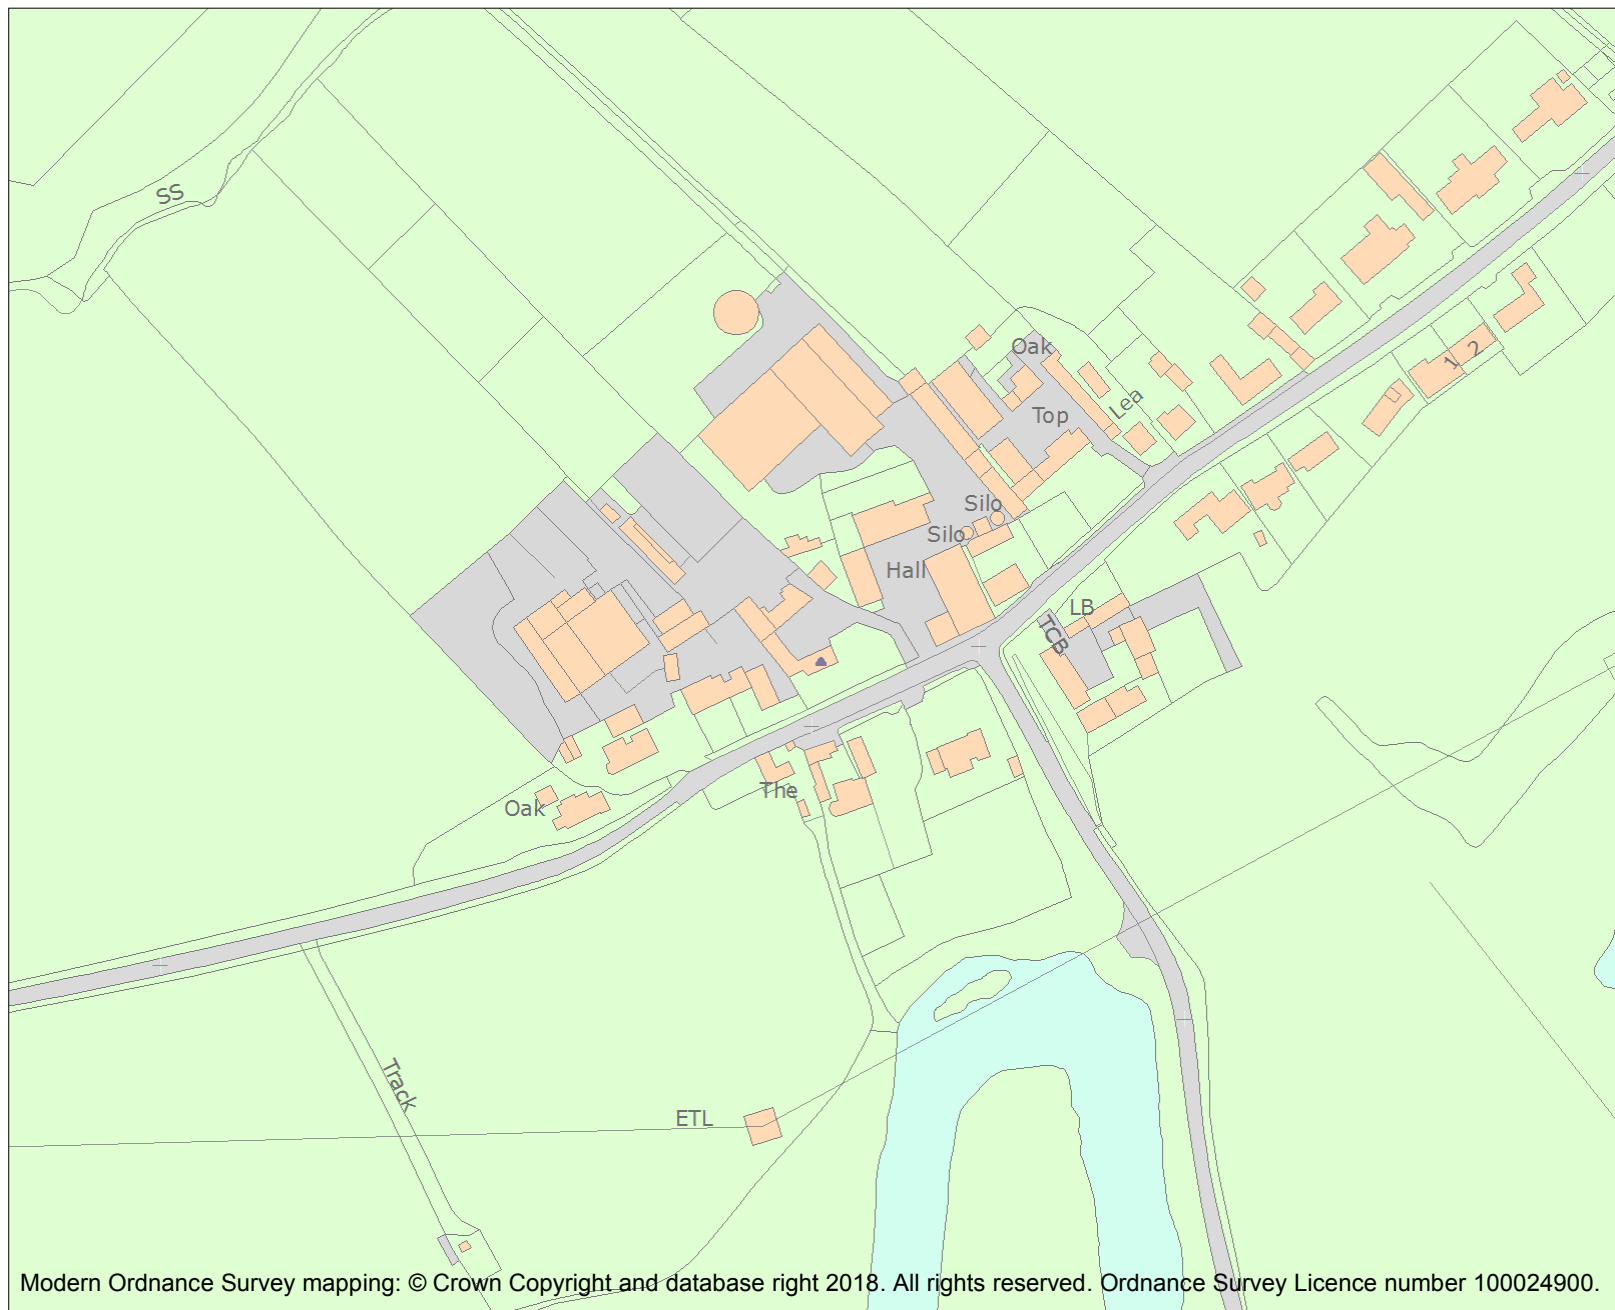 SS
Oak
Top
Lea
1
2
Silo
Silo
Hall
LB
TCB
The
Oak
ETL
Track
Modern Ordnance Survey mapping: © Crown Copyright and database right 2018. All rights reserved. Ordnance Survey Licence number 100024900.